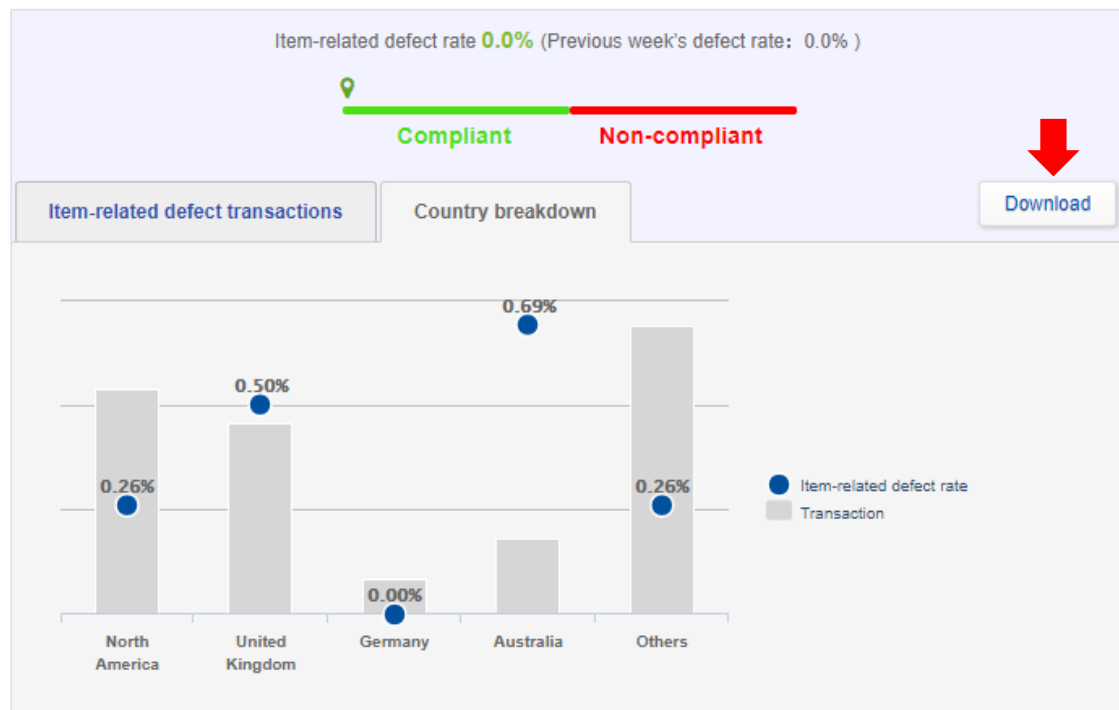 Item-related defect rate 0.0% (Previous week's defect rate： 0.0% )
Compliant Non-compliant
Item-related defect transactions Country breakdown Download
0.69%
0.50%
0.26% 0.26%
0.00%
Item-related defect rate
Transaction
North America United Kingdom Germany Australia Others